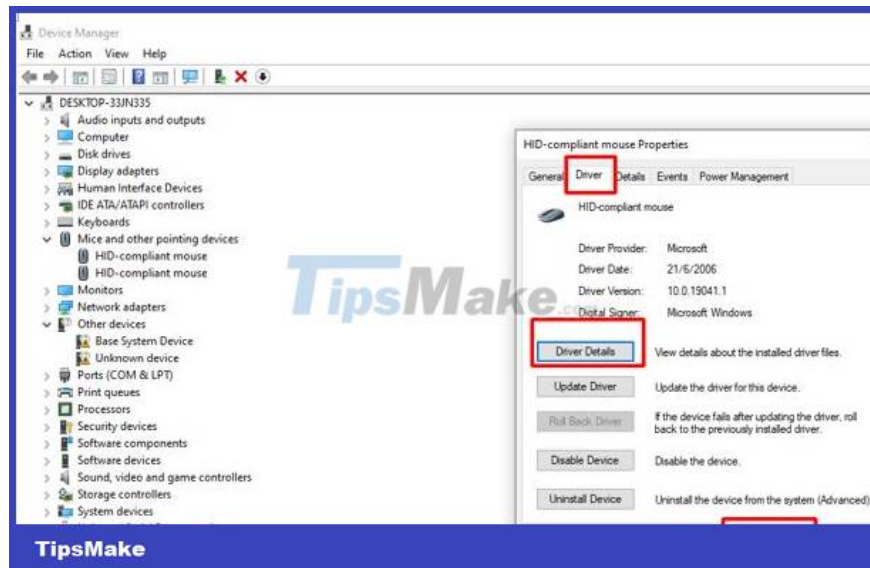 Device Manager
File Action View Help
DESKTOP-33JN335
Audio inputs and outputs
Computer
Disk drives
Display adapters
Human Interface Devices
IDE ATA/ATAPI controllers
Keyboards
Mice and other pointing devices
HID-compliant mouse
HID-compliant mouse
Monitors
Network adapters
Other devices
Base System Device
Unknown device
Ports (COM & LPT)
Print queues
Processors
Security devices
Software components
Software devices
Sound, video and game controllers
Storage controllers
System devices
HID-compliant mouse Properties
General Driver Details Events Power Management
HID-compliant mouse
Driver Provider: Microsoft
Driver Date: 21/6/2006
Driver Version: 10.0.19041.1
Digital Signer: Microsoft Windows
Driver Details View details about the installed driver files.
Update Driver Update the driver for this device.
Roll Back Driver If the device fails after updating the driver, roll
back to the previously installed driver.
Disable Device Disable the device.
Uninstall Device Uninstall the device from the system (Advanced)
TipsMake.com
TipsMake